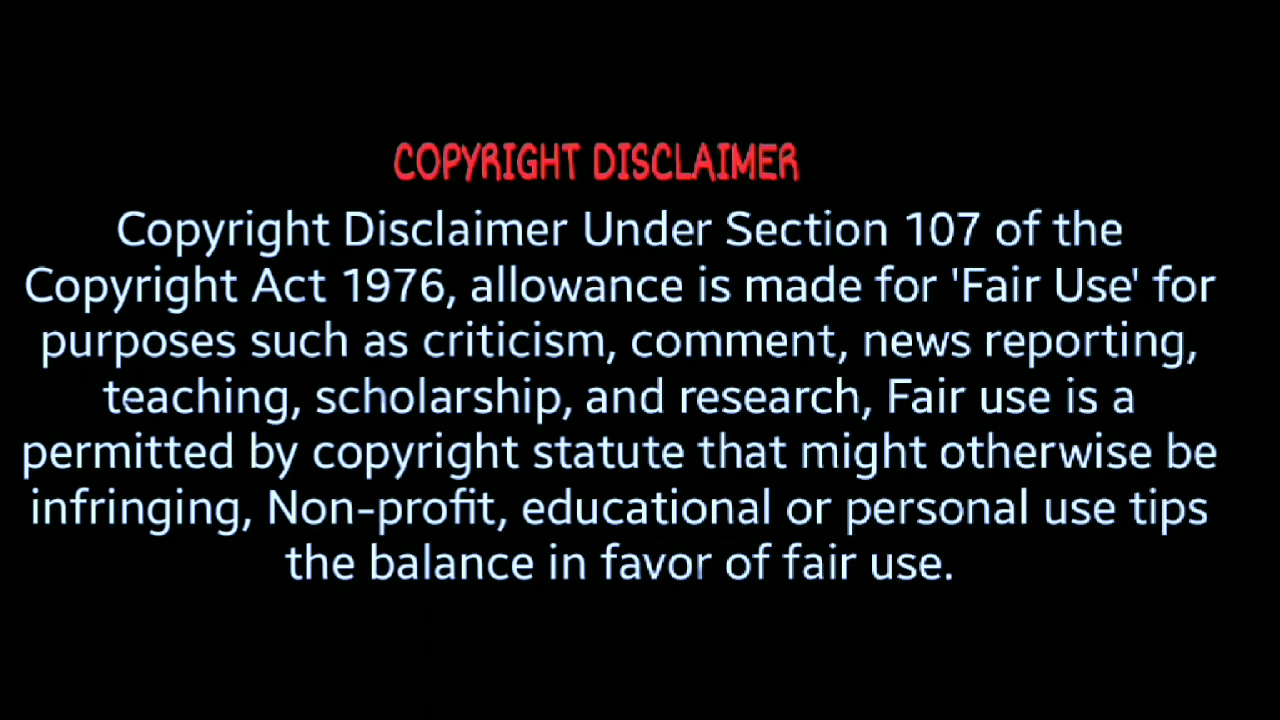 COPYRIGHT DISCLAIMER
Copyright Disclaimer Under Section 107 of the
Copyright Act 1976, allowance is made for 'Fair Use' for
purposes such as criticism, comment, news reporting,
teaching, scholarship, and research, Fair use is a
permitted by copyright statute that might otherwise be
infringing, Non-profit, educational or personal use tips
the balance in favor of fair use.